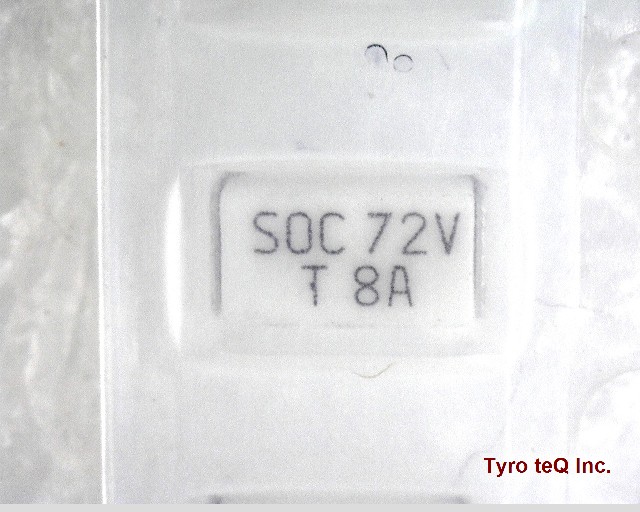 SOC 72V
T 8A
Tyro teQ Inc.